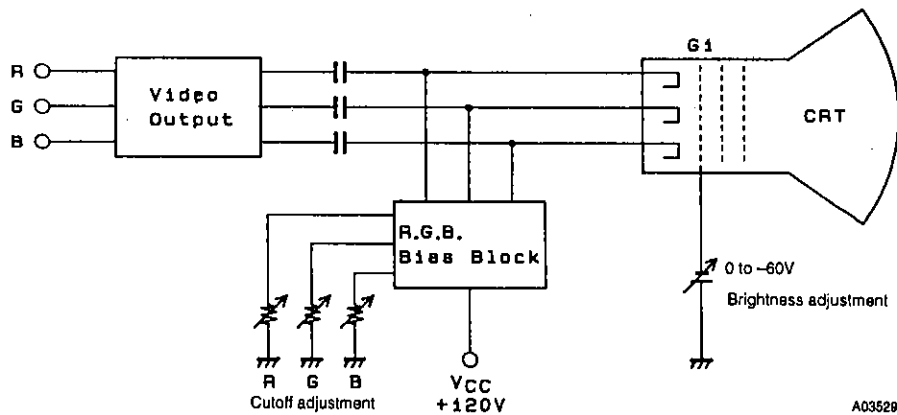 G1
R
G
B
Video
Output
CRT
R.G.B.
Bias Block
0 to –60V
Brightness adjustment
R G B
Cutoff adjustment
VCC
+120V
A03529